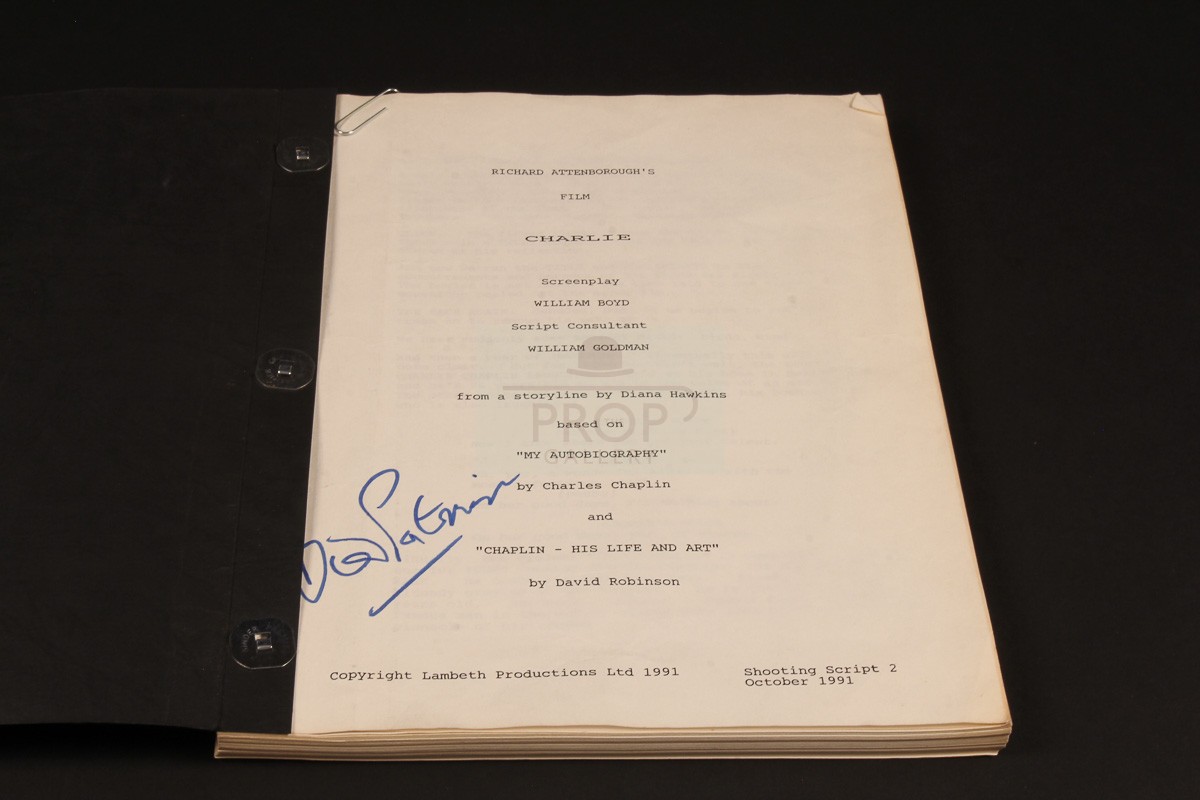 RICHARD ATTENBOROUGH'S
FILM
CHARLIE
Screenplay
WILLIAM BOYD
Script Consultant
WILLIAM GOLDMAN
from a storyline by Diana Hawkins
based on
"MY AUTOBIOGRAPHY"
by Charles Chaplin
and
"CHAPLIN - HIS LIFE AND ART"
by David Robinson
Copyright Lambeth Productions Ltd 1991
Shooting Script 2
October 1991
THE
PROP
GALLERY